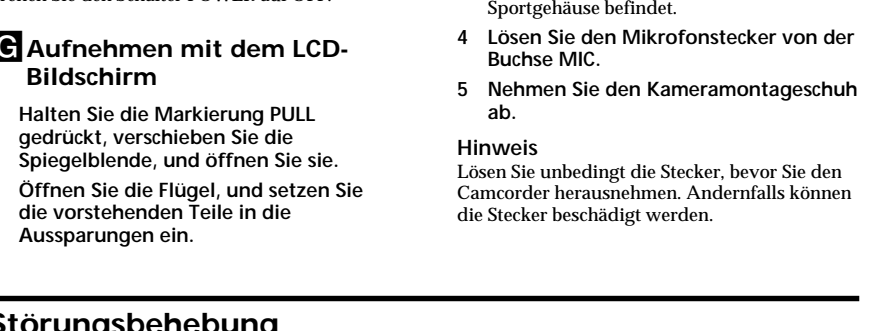 G Aufnehmen mit dem LCD-
Bildschirm
Halten Sie die Markierung PULL
gedrückt, verschieben Sie die
Spiegelblende, und öffnen Sie sie.
Öffnen Sie die Flügel, und setzen Sie
die vorstehenden Teile in die
Aussparungen ein.
Sportgehäuse befindet.
4 Lösen Sie den Mikrofonstecker von der
Buchse MIC.
5 Nehmen Sie den Kameramontageschuh
ab.
Hinweis
Lösen Sie unbedingt die Stecker, bevor Sie den
Camcorder herausnehmen. Andernfalls können
die Stecker beschädigt werden.
Störungsbehebung